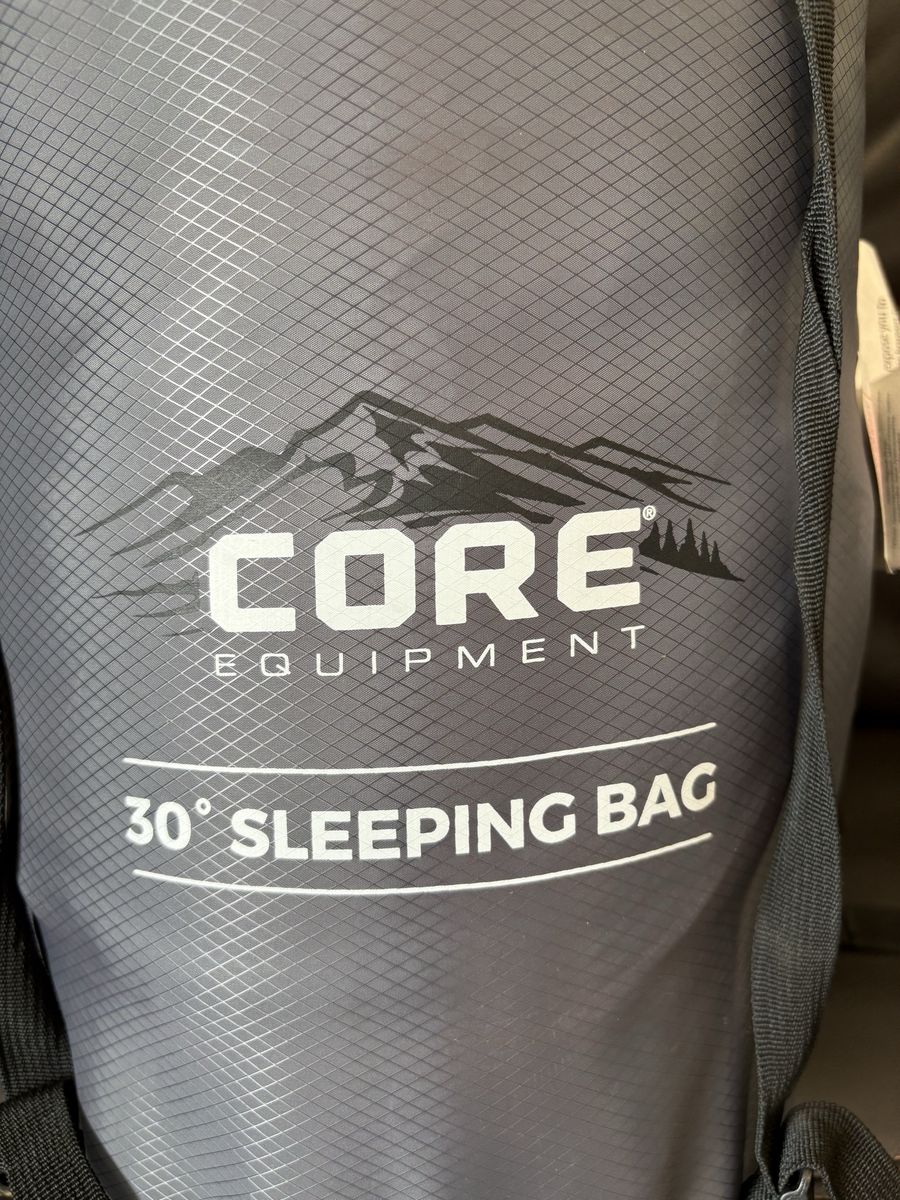 CORE®
EQUIPMENT
30° SLEEPING BAG